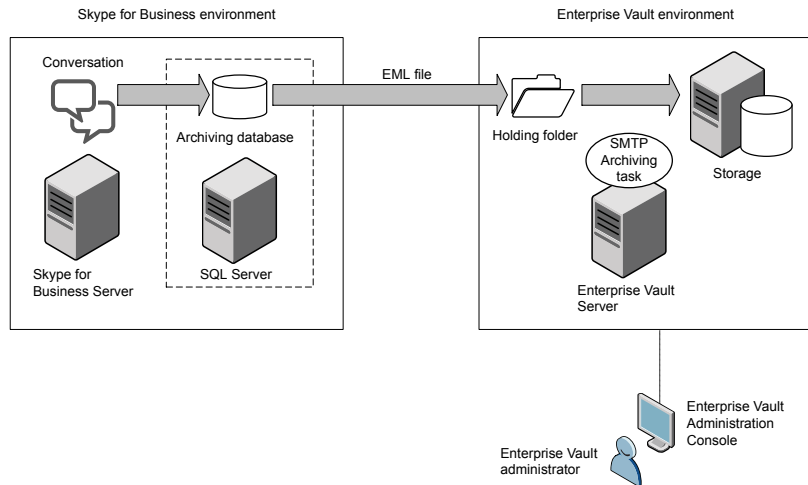 Skype for Business environment
Enterprise Vault environment
Conversation
EML file
Archiving database
Holding folder
SMTP
Archiving
task
Storage
Skype for
Business Server
SQL Server
Enterprise Vault
Server
Enterprise Vault
Administration
Console
Enterprise Vault
administrator